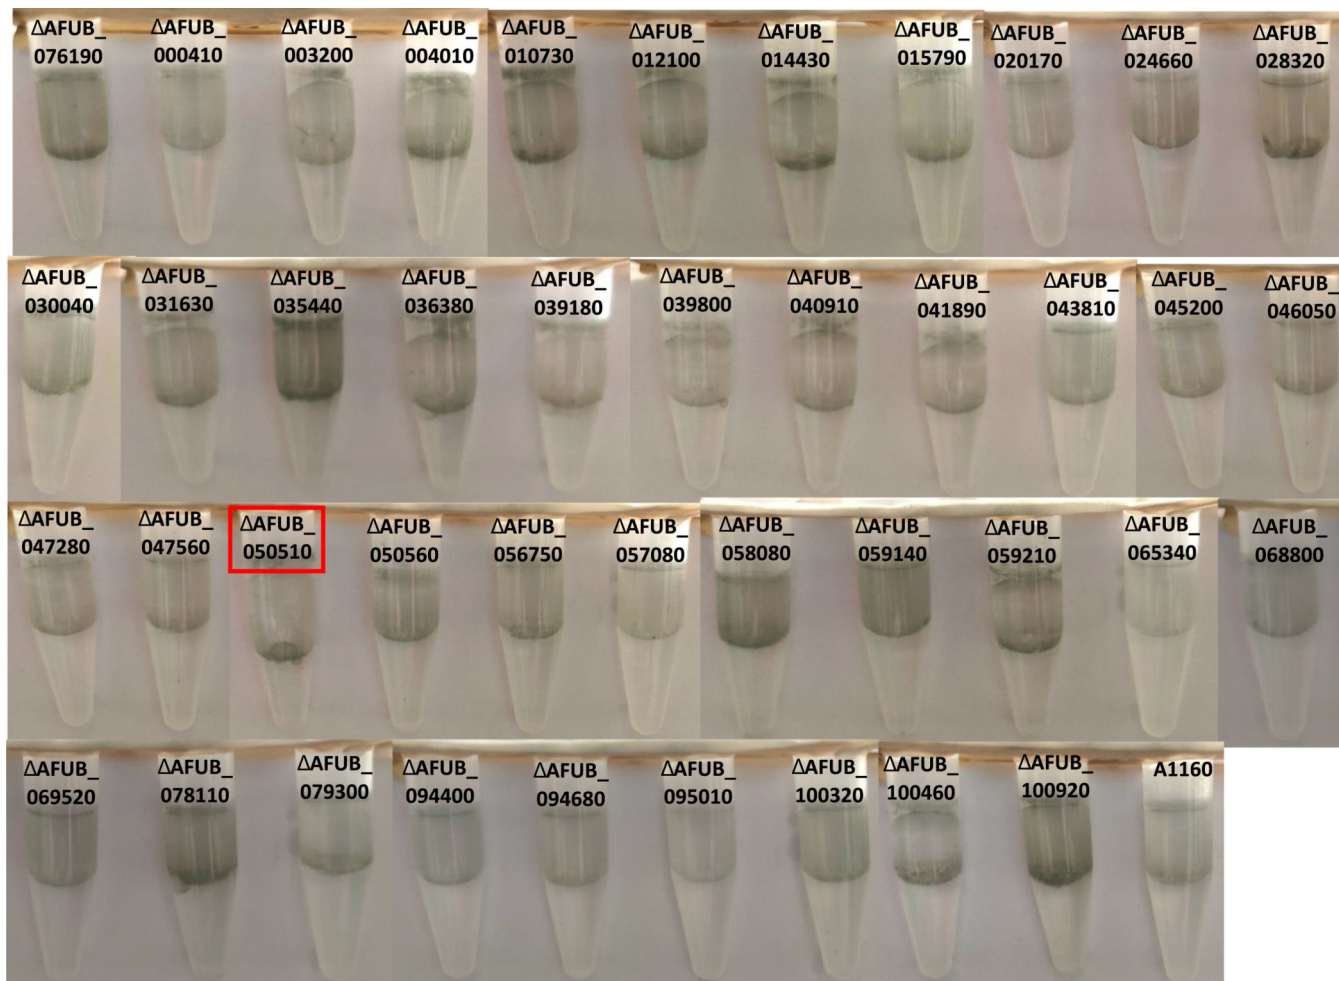 ΔAFUB_
076190
ΔAFUB_
000410
ΔAFUB_
003200
ΔAFUB_
004010
ΔAFUB_
010730
ΔAFUB_
012100
ΔAFUB_
014430
ΔAFUB_
015790
ΔAFUB_
020170
ΔAFUB_
024660
ΔAFUB_
028320
ΔAFUB_
030040
ΔAFUB_
031630
ΔAFUB_
035440
ΔAFUB_
036380
ΔAFUB_
039180
ΔAFUB_
039800
ΔAFUB_
040910
ΔAFUB_
041890
ΔAFUB_
043810
ΔAFUB_
045200
ΔAFUB_
046050
ΔAFUB_
047280
ΔAFUB_
047560
ΔAFUB_
050510
ΔAFUB_
050560
ΔAFUB_
056750
ΔAFUB_
057080
ΔAFUB_
058080
ΔAFUB_
059140
ΔAFUB_
059210
ΔAFUB_
065340
ΔAFUB_
068800
ΔAFUB_
069520
ΔAFUB_
078110
ΔAFUB_
079300
ΔAFUB_
094400
ΔAFUB_
094680
ΔAFUB_
095010
ΔAFUB_
100320
ΔAFUB_
100460
ΔAFUB_
100920
A1160